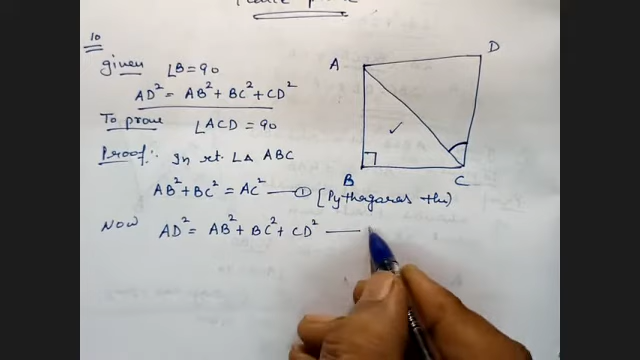 10
given ∠B=90
AD² = AB² + BC² + CD²
To prove ∠ACD = 90
Proof:- In rt. ∠△ ABC
AB² + BC² = AC² —— ① [Pythagoras th)
Now AD² = AB² + BC² + CD² ——
A
D
B
C